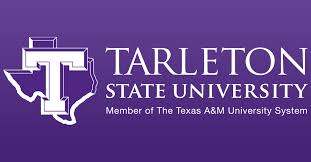 T
TARLETON
STATE UNIVERSITY
Member of The Texas A&M University System